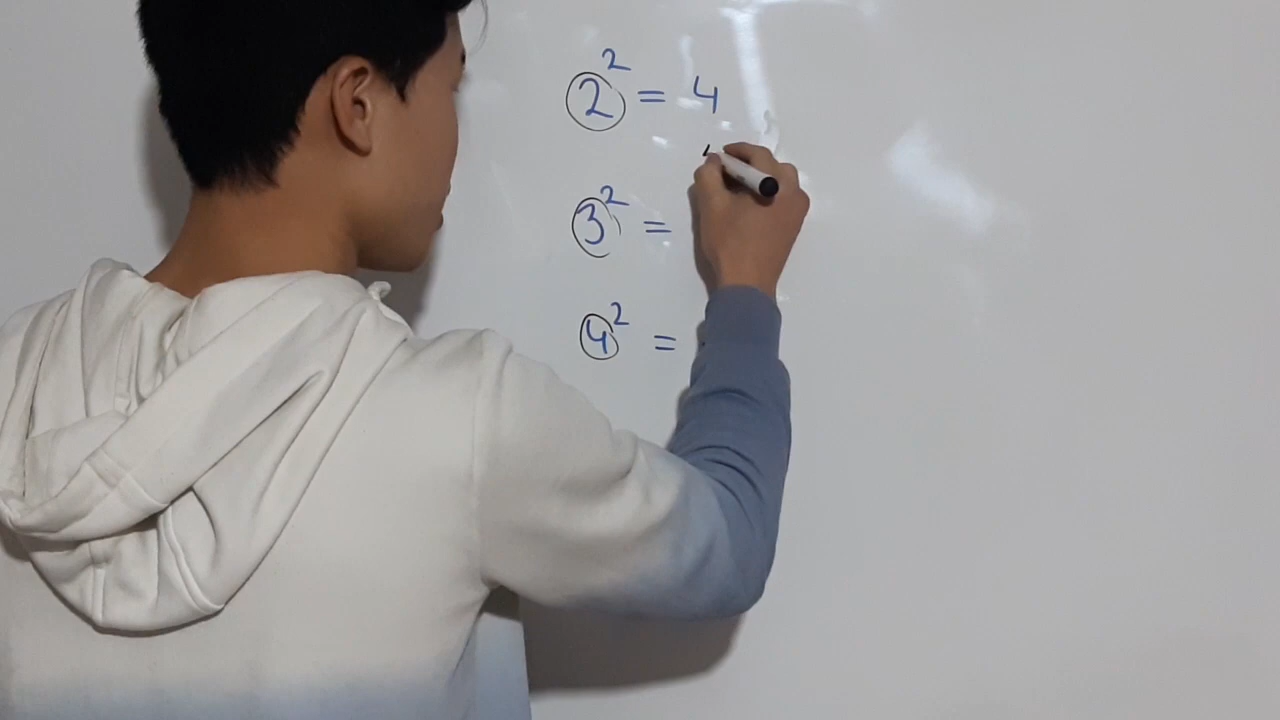 2² = 4
3² =
4² =